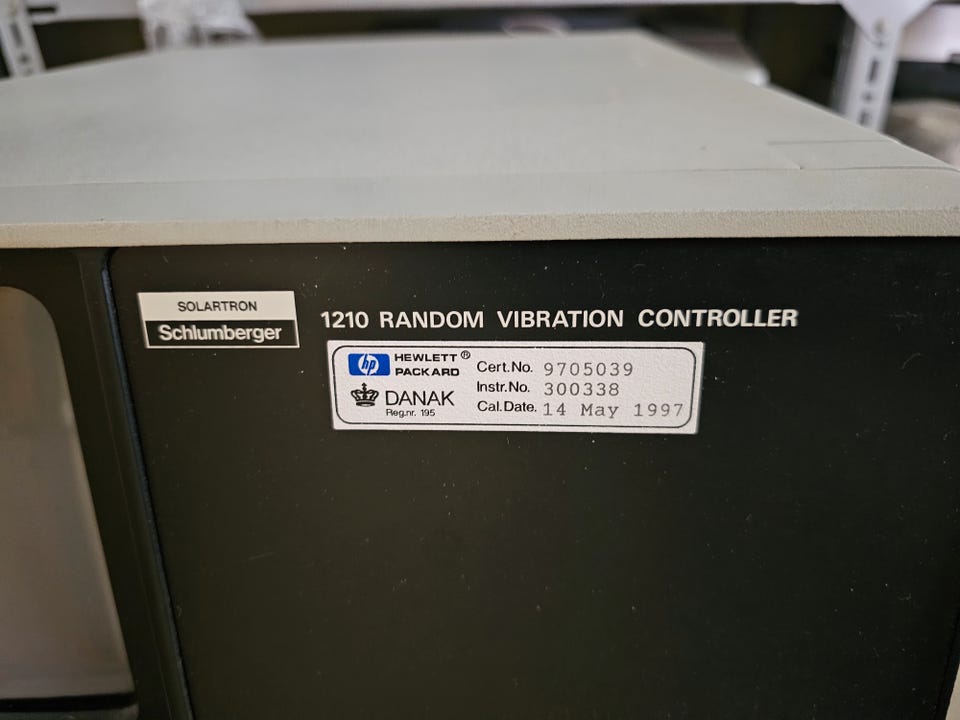 SOLARTRON
Schlumberger
1210 RANDOM VIBRATION CONTROLLER
hp HEWLETT® PACKARD
DANAK
Reg.nr. 195
Cert.No. 9705039
Instr.No. 300338
Cal.Date. 14 May 1997